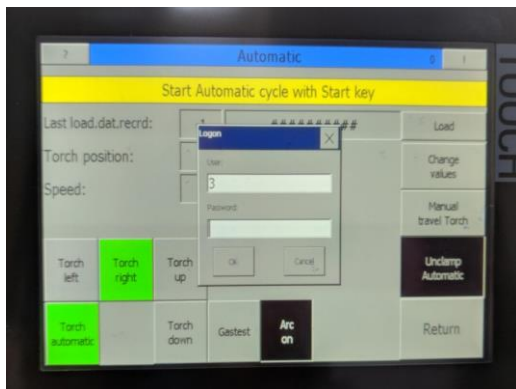 ?
Automatic
0
!
Start Automatic cycle with Start key
Last load.dat.recrd:
##########
Load
Torch position:
Change
values
Speed:
Manual
travel Torch
Logon
User:
3
Password:
OK
Cancel
Torch
left
Torch
right
Torch
up
Unclamp
Automatic
Torch
automatic
Torch
down
Gastest
Arc
on
Return
TOUCH